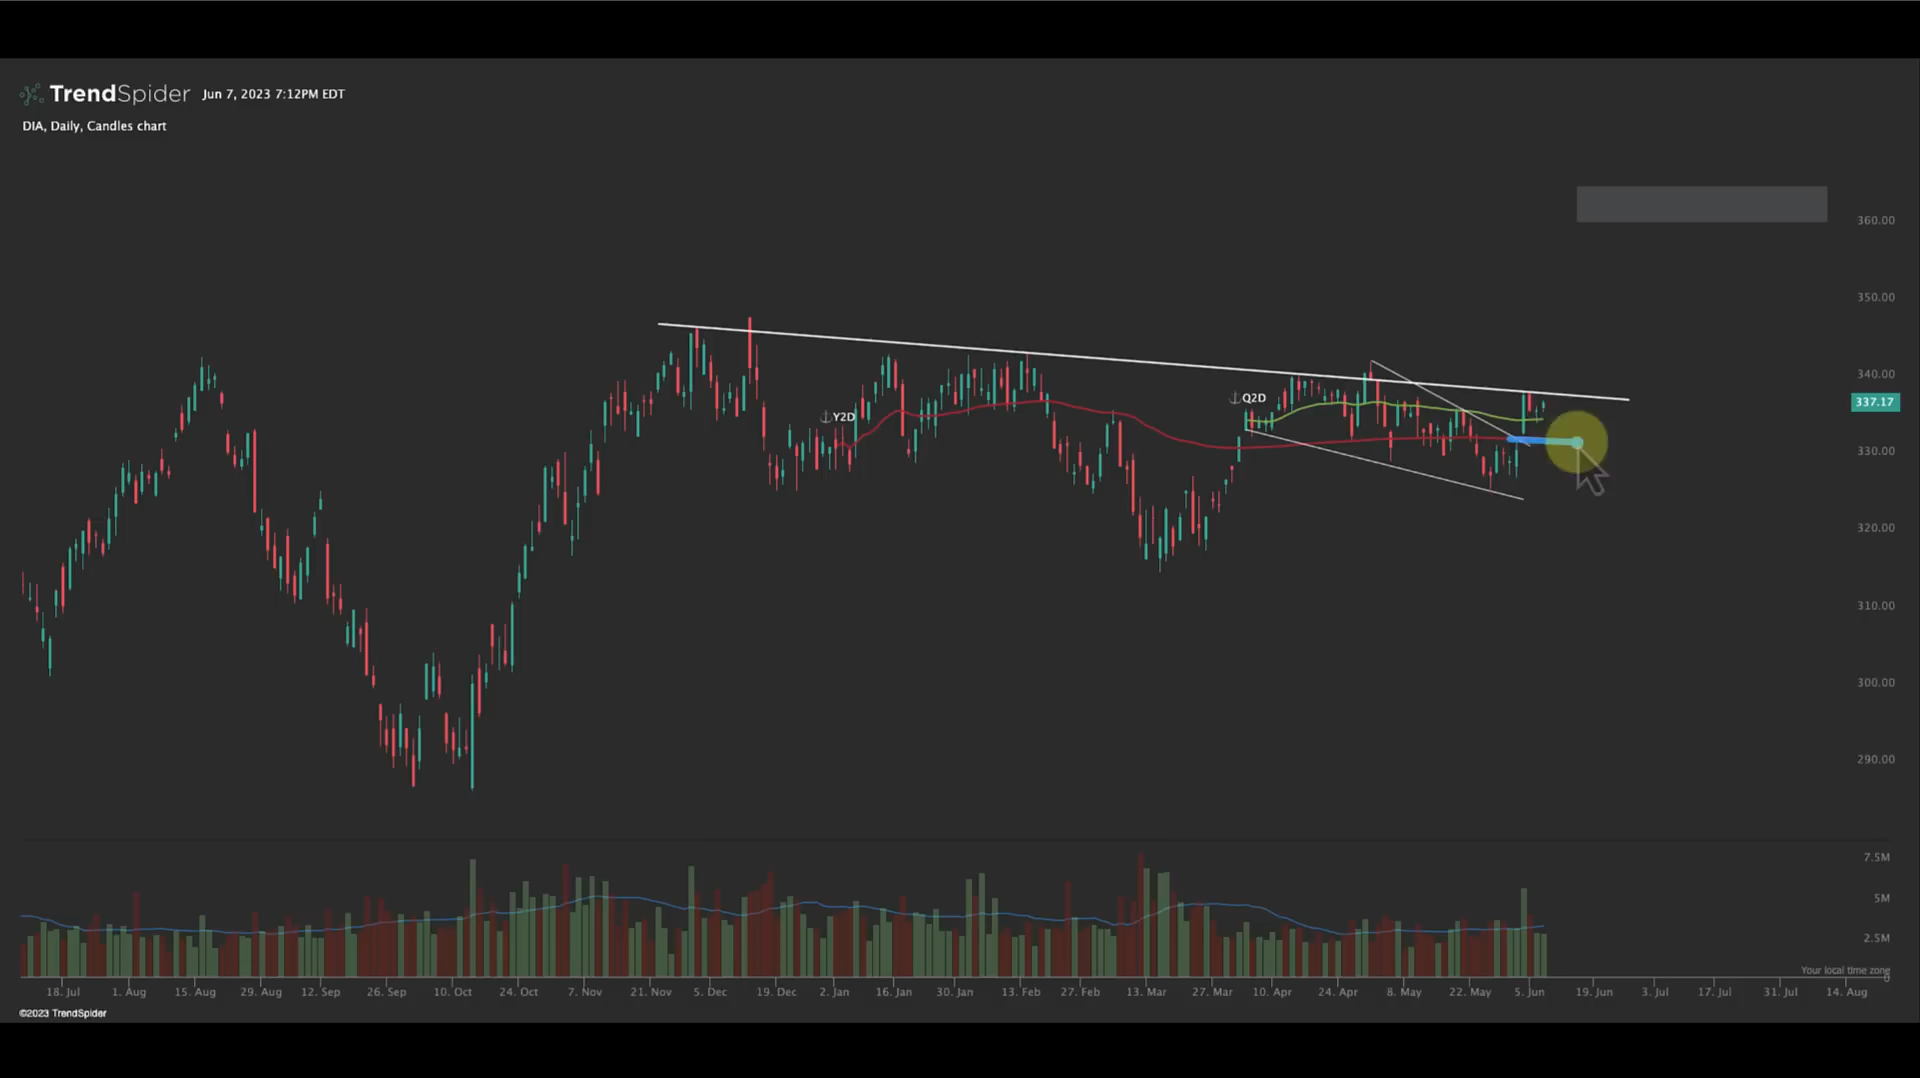 TrendSpider Jun 7, 2023 7:12PM EDT
DIA, Daily, Candles chart
360.00
350.00
340.00
337.17
330.00
320.00
310.00
300.00
290.00
Y2D
Q2D
7.5M
5M
2.5M
Your local time zone
0
18. Jul 1. Aug 15. Aug 29. Aug 12. Sep 26. Sep 10. Oct 24. Oct 7. Nov 21. Nov 5. Dec 19. Dec 2. Jan 16. Jan 30. Jan 13. Feb 27. Feb 13. Mar 27. Mar 10. Apr 24. Apr 8. May 22. May 5. Jun 19. Jun 3. Jul 17. Jul 31. Jul 14. Aug
©2023 TrendSpider